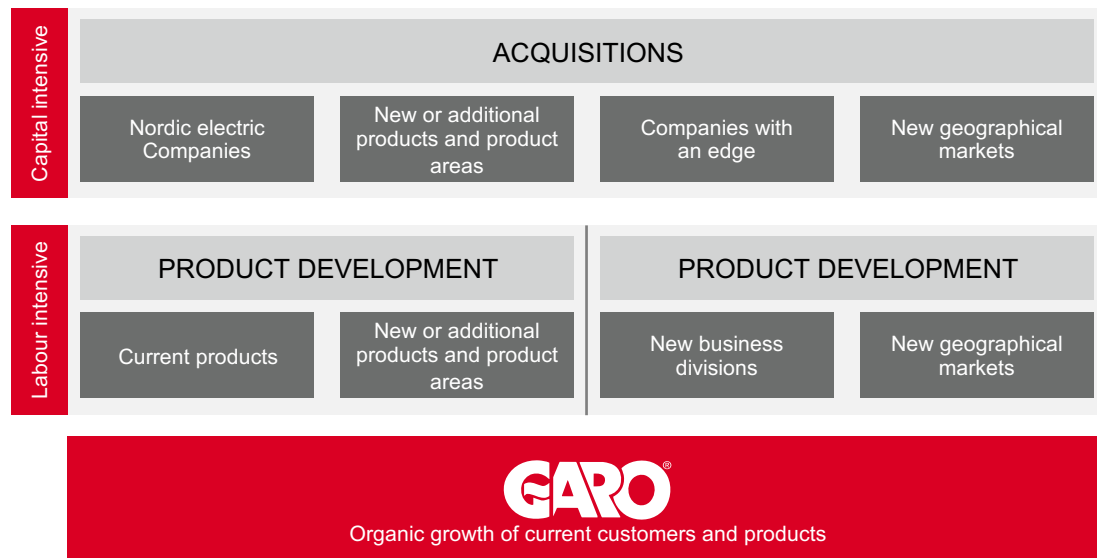 Capital intensive
ACQUISITIONS
Nordic electric
Companies
New or additional
products and product
areas
Companies with
an edge
New geographical
markets
Labour intensive
PRODUCT DEVELOPMENT
Current products
New or additional
products and product
areas
PRODUCT DEVELOPMENT
New business
divisions
New geographical
markets
GARO®
Organic growth of current customers and products